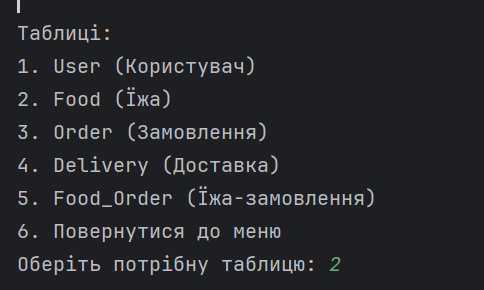 Таблиці:
1. User (Користувач)
2. Food (Їжа)
3. Order (Замовлення)
4. Delivery (Доставка)
5. Food_Order (Їжа-замовлення)
6. Повернутися до меню
Оберіть потрібну таблицю: 2